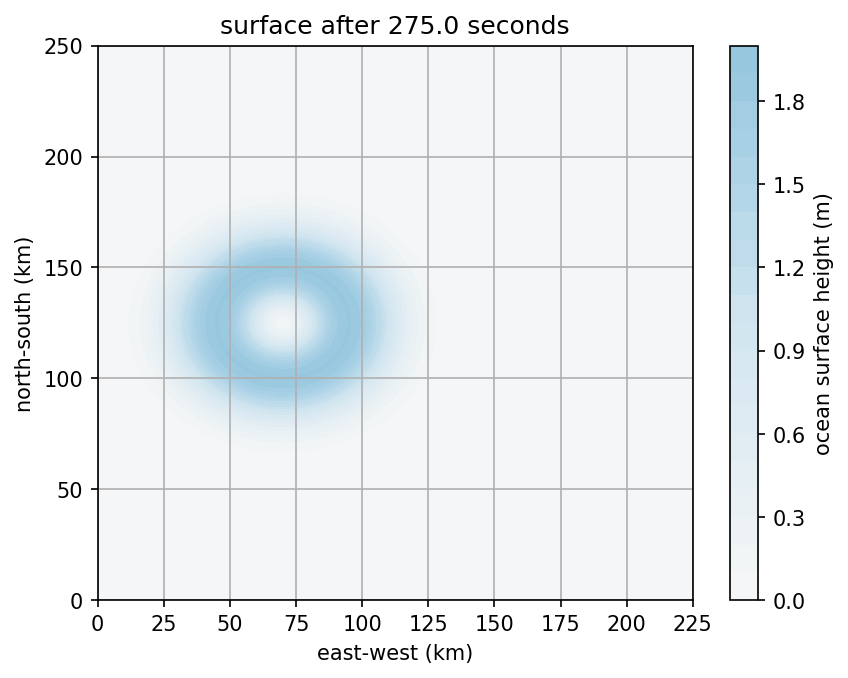 surface after 275.0 seconds
250
200
150
100
50
0
north-south (km)
0 25 50 75 100 125 150 175 200 225
east-west (km)
1.8
1.5
1.2
0.9
0.6
0.3
0.0
ocean surface height (m)